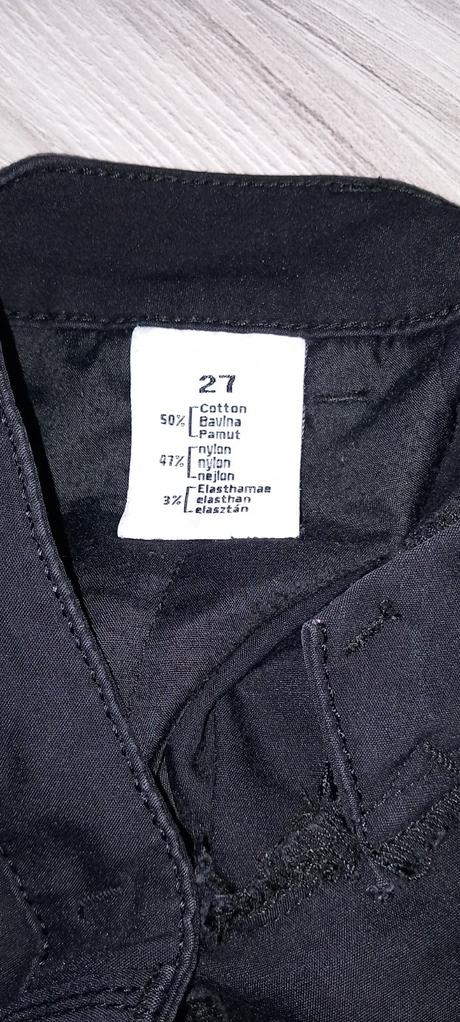 27
50% Cotton
Bavlna
Pamut
47% nylon
nylon
nejlon
3% Elasthamae
elasthan
elasztán